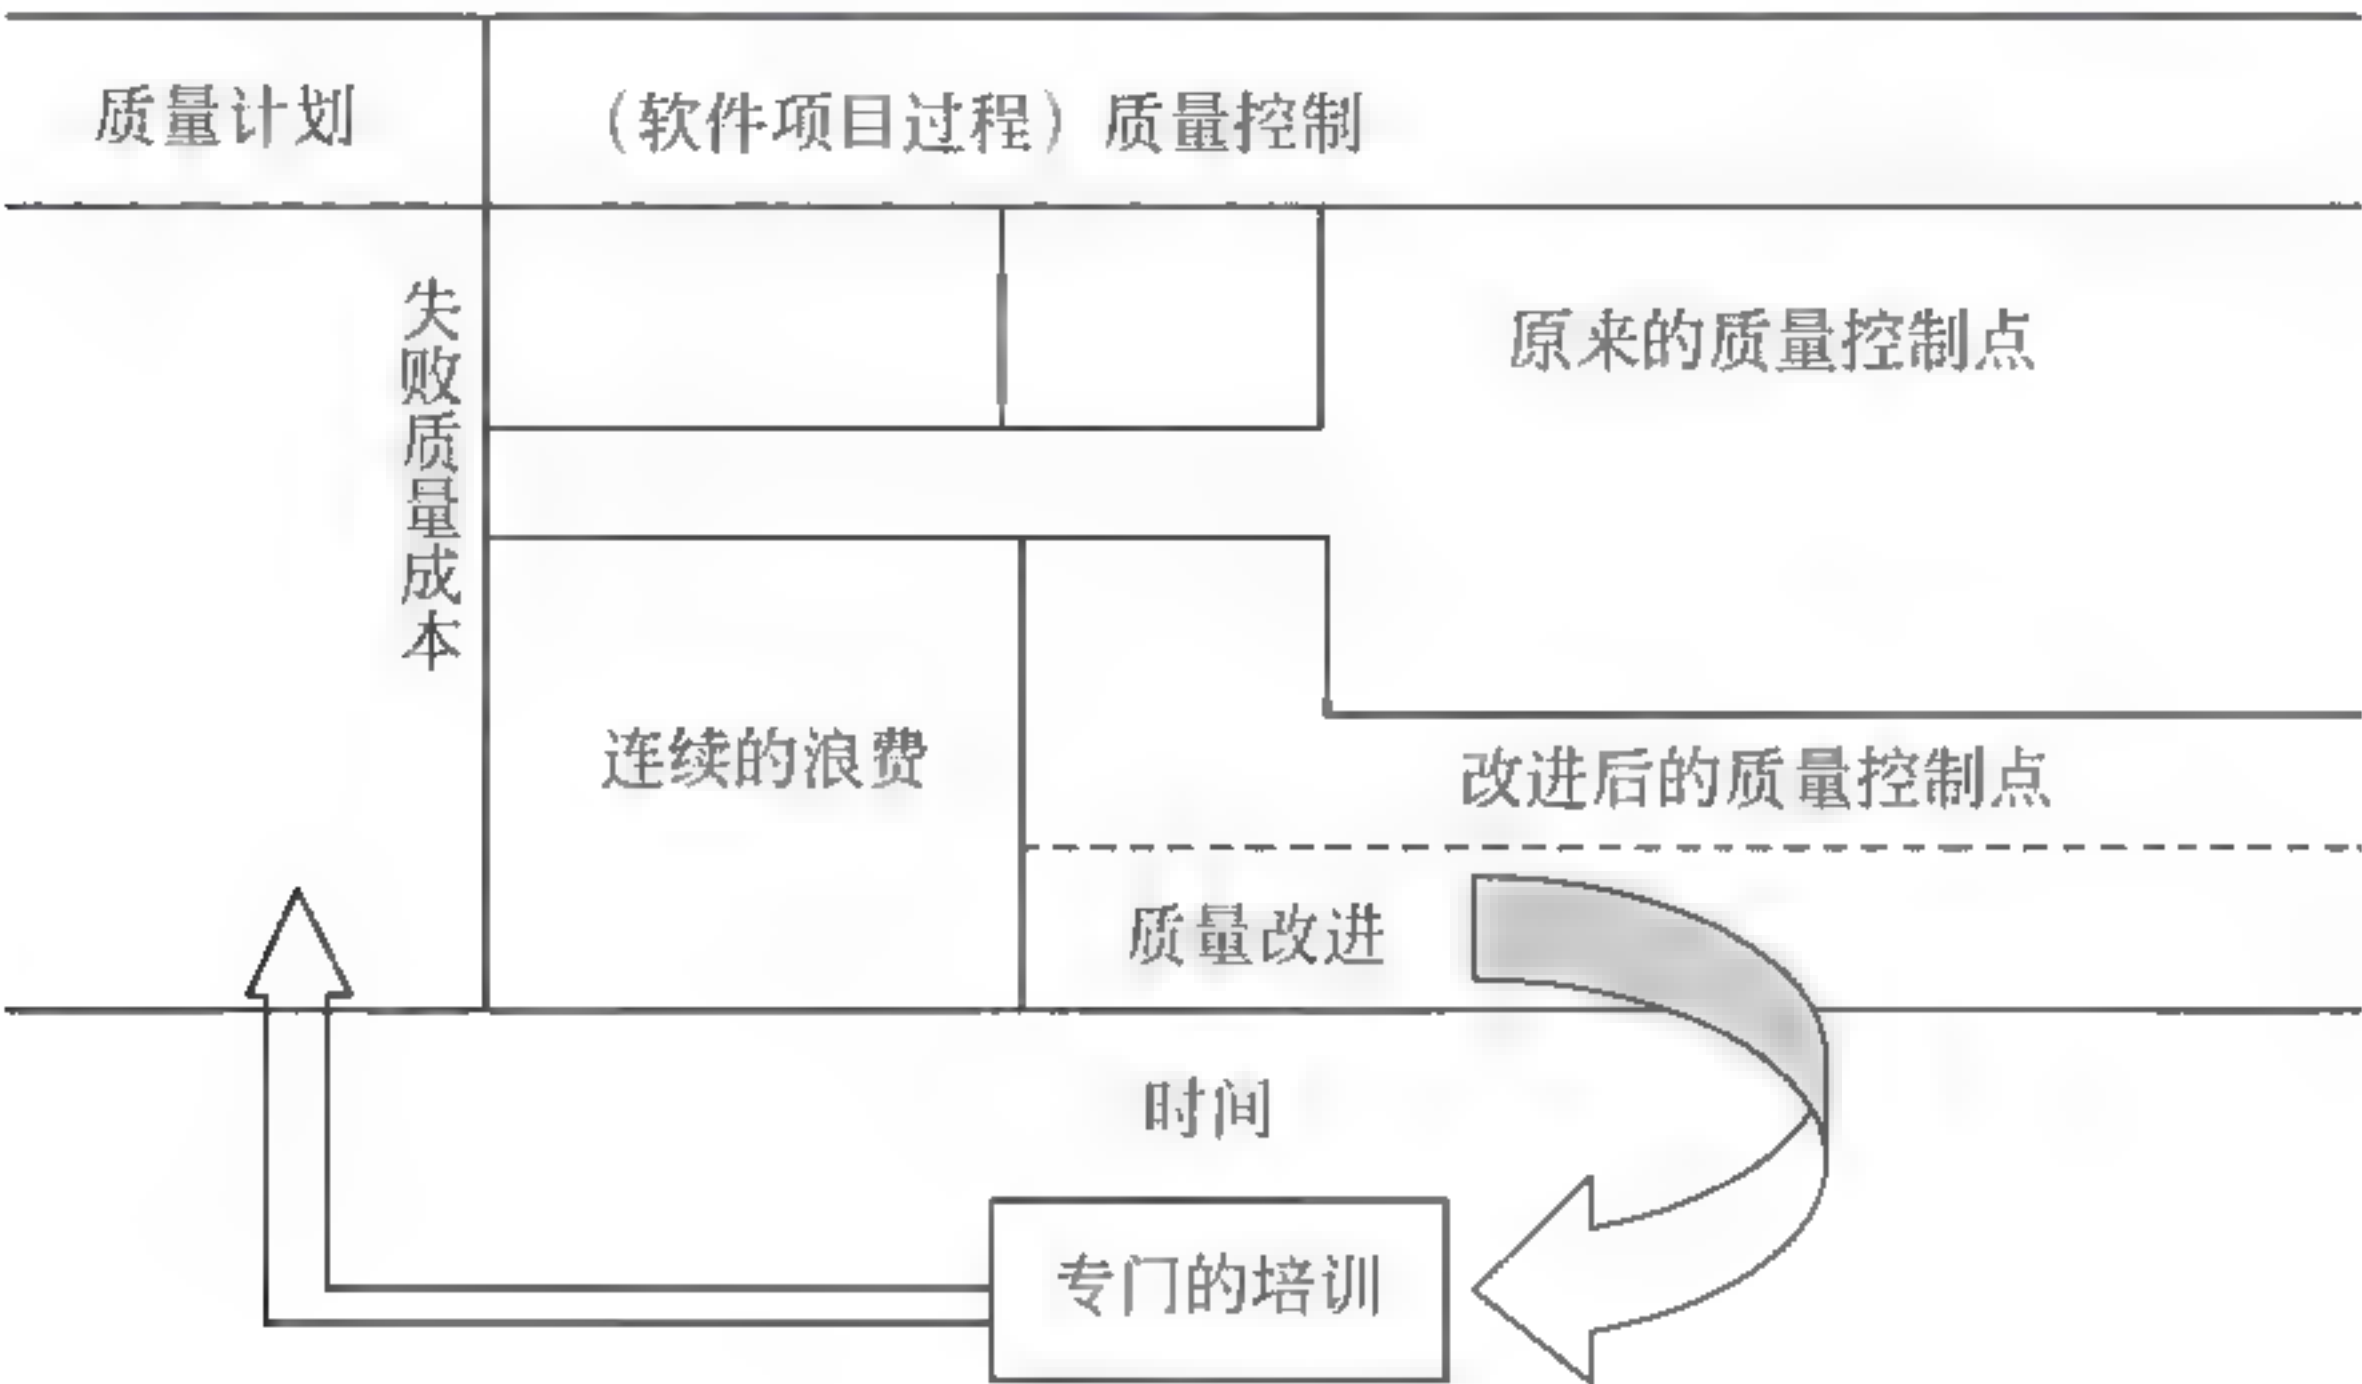 质量计划
（软件项目过程）质量控制
失败质量成本
原来的质量控制点
连续的浪费
改进后的质量控制点
质量改进
时间
专门的培训